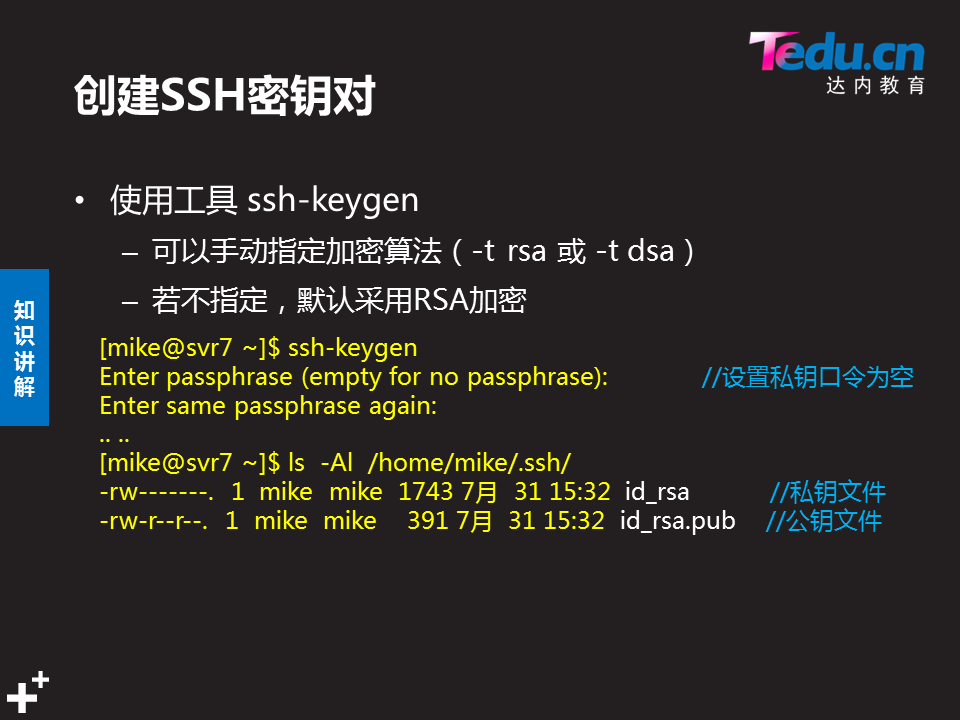 Tedu.cn
达内教育
创建SSH密钥对
• 使用工具 ssh-keygen
– 可以手动指定加密算法（-t rsa 或 -t dsa）
– 若不指定，默认采用RSA加密
知识讲解
[mike@svr7 ~]$ ssh-keygen
Enter passphrase (empty for no passphrase): //设置私钥口令为空
Enter same passphrase again:
.. ..
[mike@svr7 ~]$ ls -Al /home/mike/.ssh/
-rw-------. 1 mike mike 1743 7月 31 15:32 id_rsa //私钥文件
-rw-r--r--. 1 mike mike 391 7月 31 15:32 id_rsa.pub //公钥文件